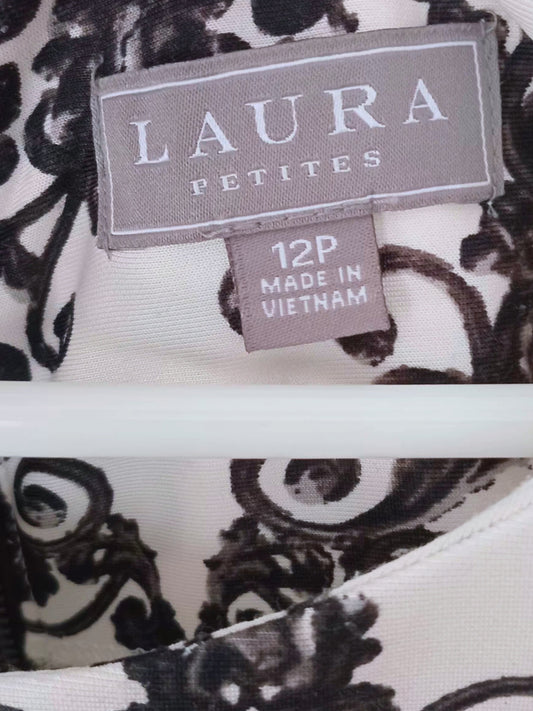 LAURA
PETITES
12P
MADE IN
VIETNAM